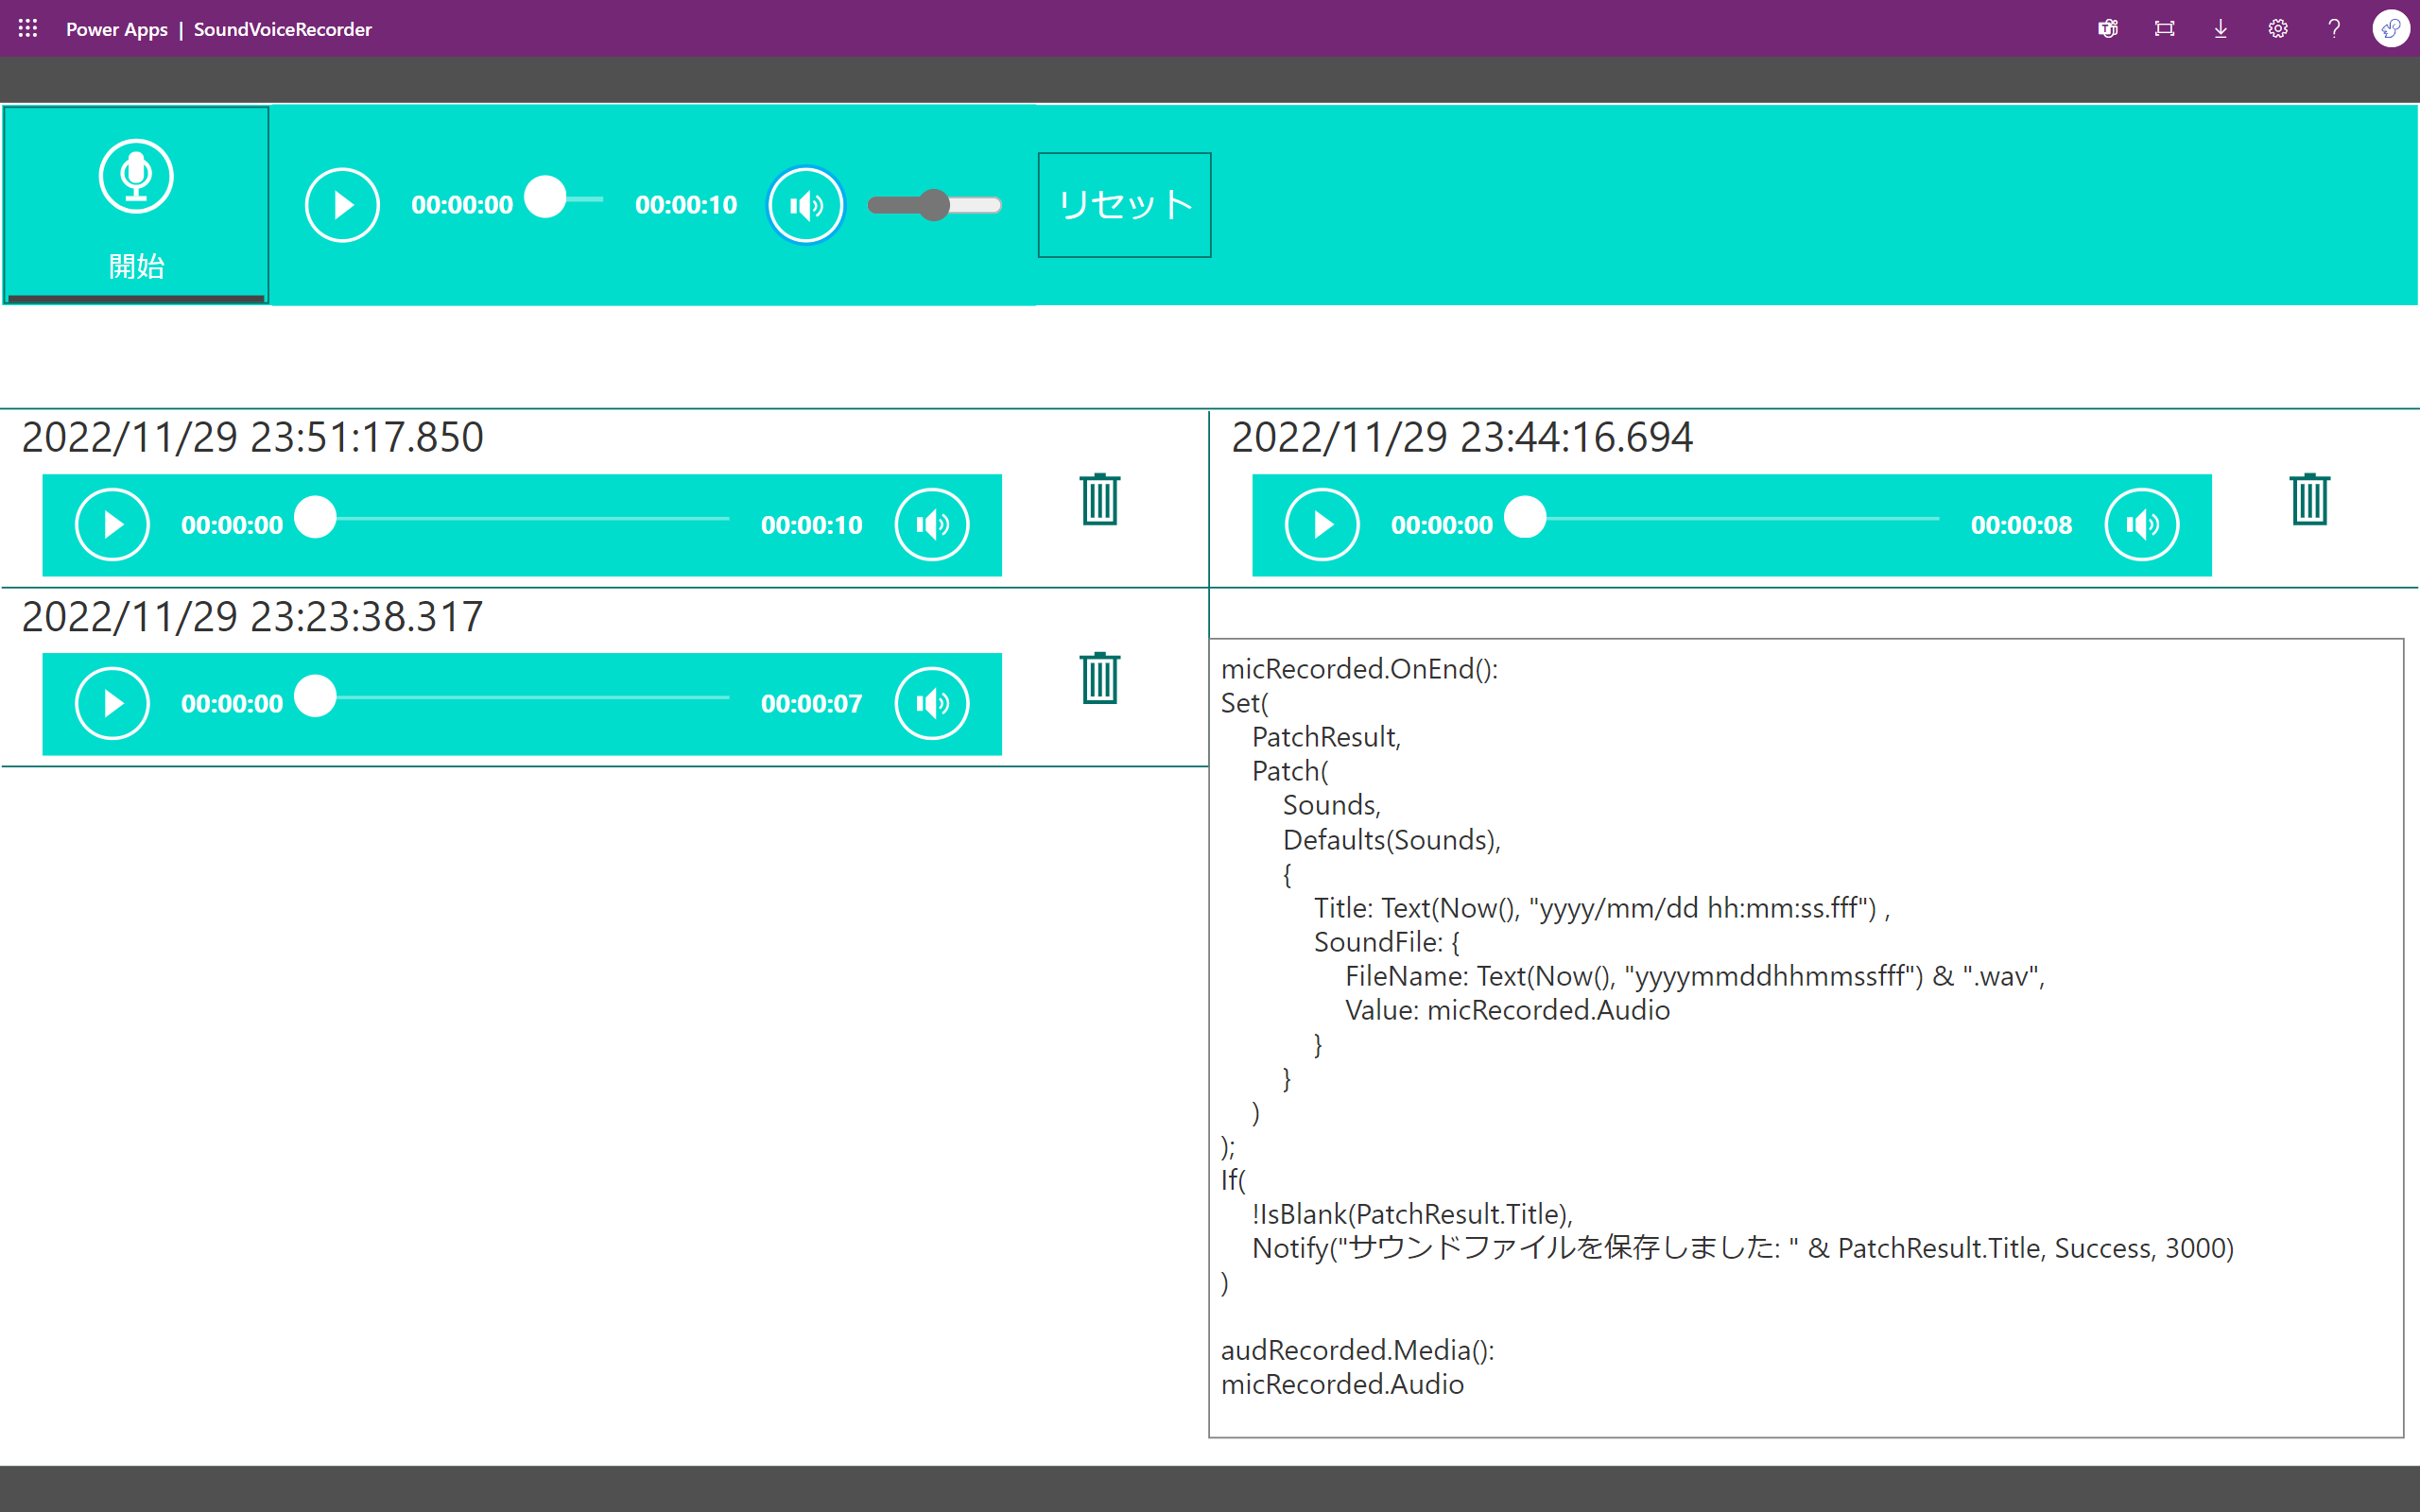 Power Apps | SoundVoiceRecorder
開始
00:00:00
00:00:10
リセット
2022/11/29 23:51:17.850
00:00:00
00:00:10
2022/11/29 23:44:16.694
00:00:00
00:00:08
2022/11/29 23:23:38.317
00:00:00
00:00:07
micRecorded.OnEnd():
Set(
    PatchResult,
    Patch(
        Sounds,
        Defaults(Sounds),
        {
            Title: Text(Now(), "yyyy/mm/dd hh:mm:ss.fff") ,
            SoundFile: {
                FileName: Text(Now(), "yyyymmddhhmmssfff") & ".wav",
                Value: micRecorded.Audio
            }
        }
    )
);
If(
    !IsBlank(PatchResult.Title),
    Notify("サウンドファイルを保存しました: " & PatchResult.Title, Success, 3000)
)
audRecorded.Media():
micRecorded.Audio